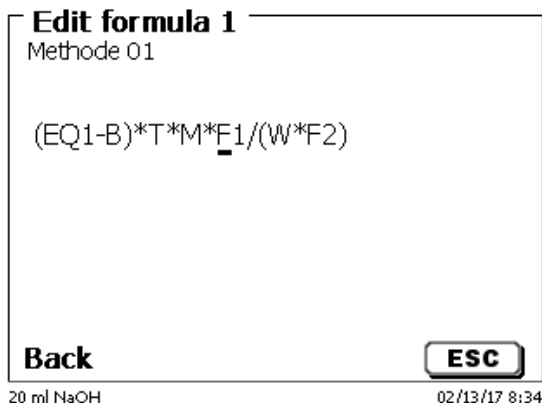 Edit formula 1
Methode 01
(EQ1-B)*T*M*F1/(W*F2)
Back
ESC
20 ml NaOH
02/13/17 8:34